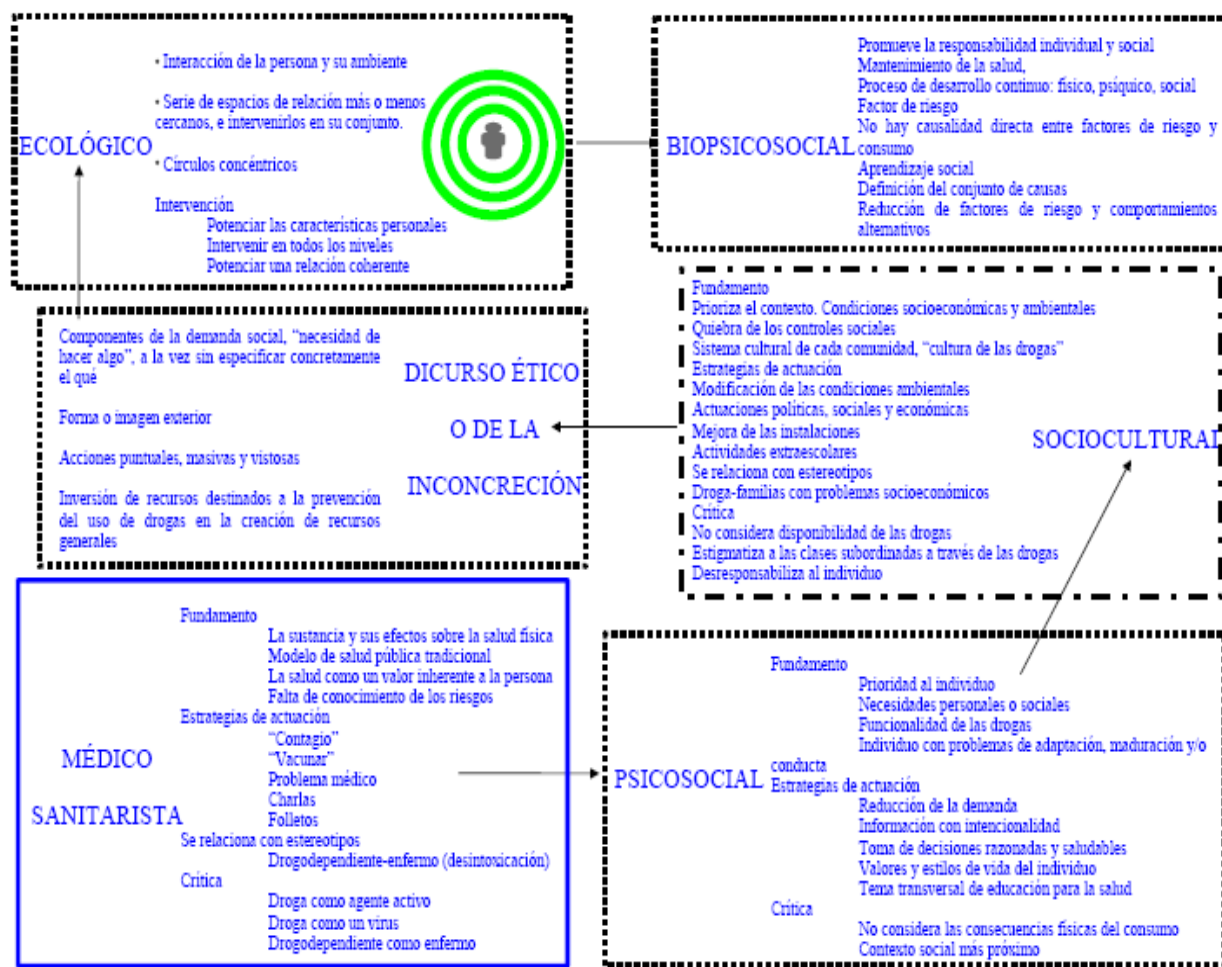 ECOLÓGICO
• Interacción de la persona y su ambiente
• Serie de espacios de relación más o menos
cercanos, e intervenirlos en su conjunto.
• Círculos concéntricos
Intervención
Potenciar las características personales
Intervenir en todos los niveles
Potenciar una relación coherente
BIOPSICOSOCIAL
Promueve la responsabilidad individual y social
Mantenimiento de la salud,
Proceso de desarrollo continuo: físico, psíquico, social
Factor de riesgo
No hay causalidad directa entre factores de riesgo y
consumo
Aprendizaje social
Definición del conjunto de causas
Reducción de factores de riesgo y comportamientos
alternativos
Componentes de la demanda social, “necesidad de
hacer algo”, a la vez sin especificar concretamente
el qué
Forma o imagen exterior
Acciones puntuales, masivas y vistosas
Inversión de recursos destinados a la prevención
del uso de drogas en la creación de recursos
generales
DICURSO ÉTICO
O DE LA
INCONCRECIÓN
Fundamento
Prioriza el contexto. Condiciones socioeconómicas y ambientales
Quiebra de los controles sociales
Sistema cultural de cada comunidad, “cultura de las drogas”
Estrategias de actuación
Modificación de las condiciones ambientales
Actuaciones políticas, sociales y económicas
Mejora de las instalaciones
Actividades extraescolares
Se relaciona con estereotipos
Droga-familias con problemas socioeconómicos
Crítica
No considera disponibilidad de las drogas
Estigmatiza a las clases subordinadas a través de las drogas
Desresponsabiliza al individuo
SOCIOCULTURAL
MÉDICO
SANITARISTA
Fundamento
La sustancia y sus efectos sobre la salud física
Modelo de salud pública tradicional
La salud como un valor inherente a la persona
Falta de conocimiento de los riesgos
Estrategias de actuación
“Contagio”
“Vacunar”
Problema médico
Charlas
Folletos
Se relaciona con estereotipos
Drogodependiente-enfermo (desintoxicación)
Crítica
Droga como agente activo
Droga como un virus
Drogodependiente como enfermo
PSICOSOCIAL
Fundamento
Prioridad al individuo
Necesidades personales o sociales
Funcionalidad de las drogas
Individuo con problemas de adaptación, maduración y/o
conducta
Estrategias de actuación
Reducción de la demanda
Información con intencionalidad
Toma de decisiones razonadas y saludables
Valores y estilos de vida del individuo
Tema transversal de educación para la salud
Crítica
No considera las consecuencias físicas del consumo
Contexto social más próximo